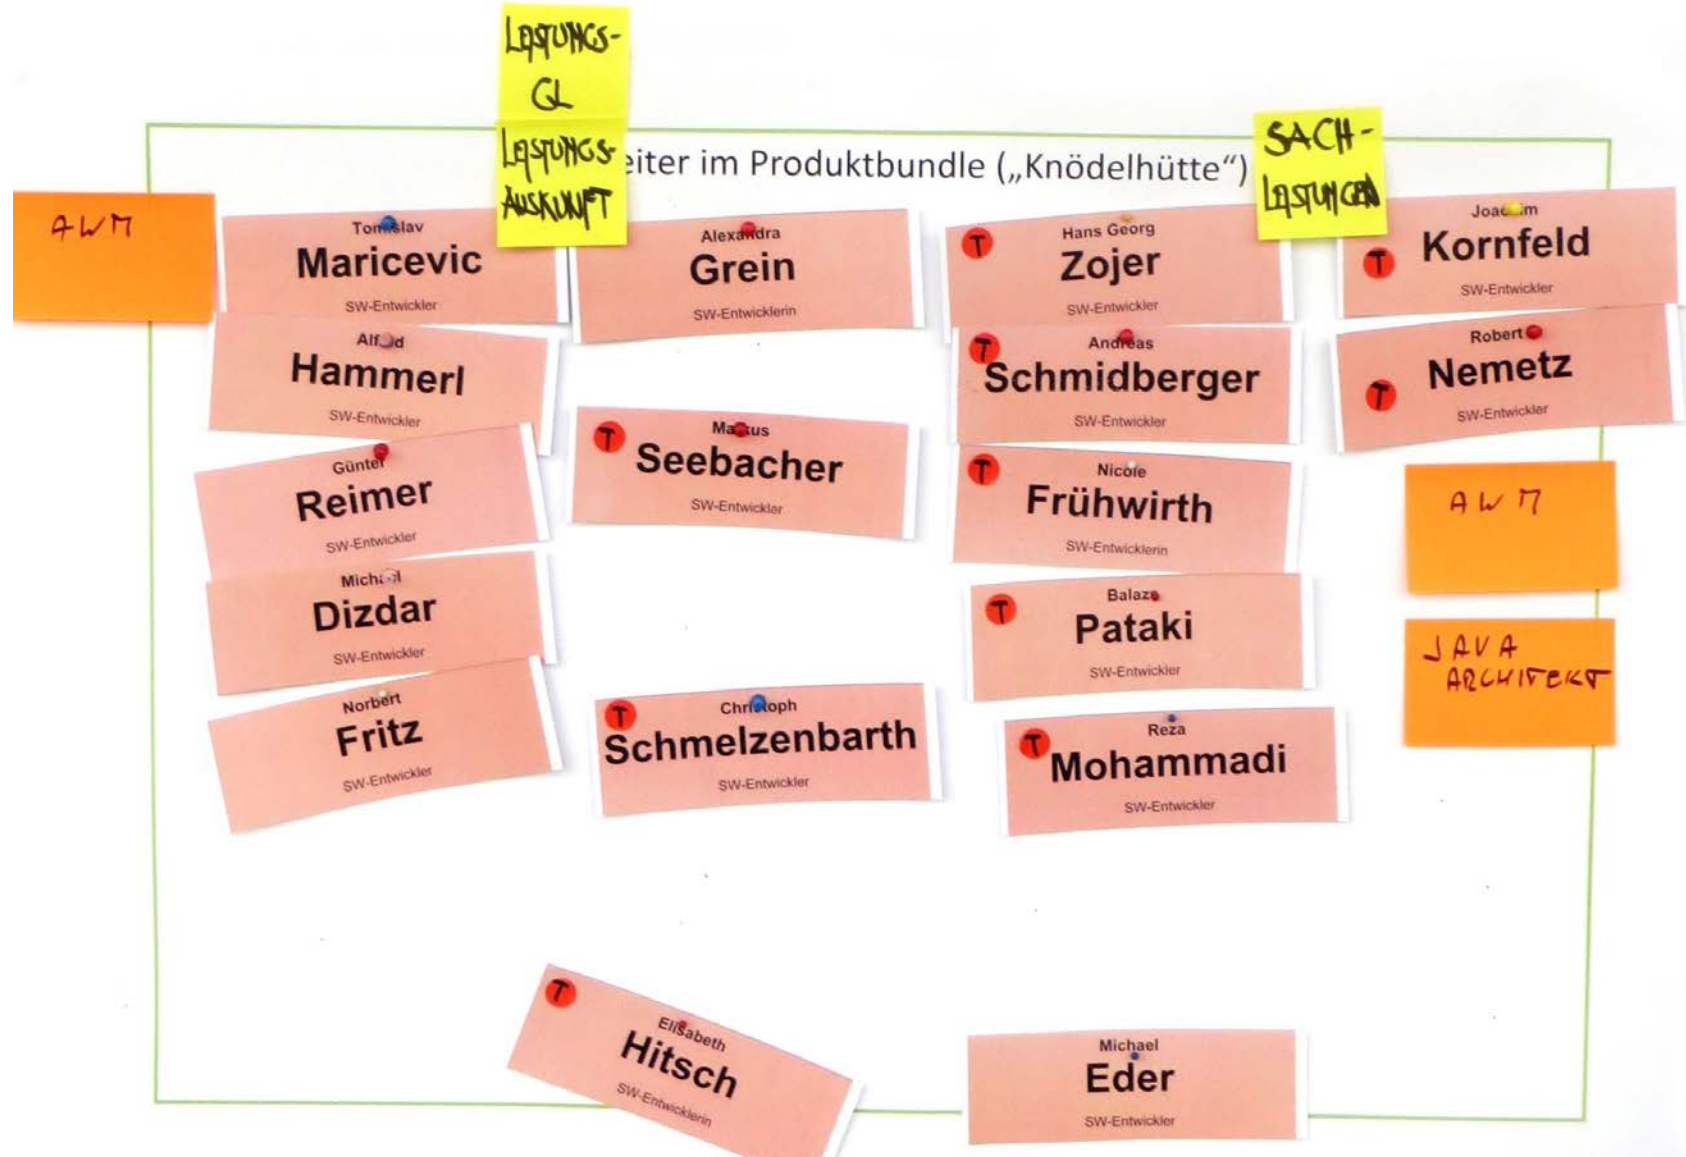 LEISTUNGS-
GL
LEISTUNGS-
AUSKUNFT
eiter im Produktbundle („Knödelhütte“)
SACH-
LEISTUNGEN
AWM
Tomislav
Maricevic
SW-Entwickler
Alexandra
Grein
SW-Entwicklerin
T
Hans Georg
Zojer
SW-Entwickler
T
Joachim
Kornfeld
SW-Entwickler
Alfred
Hammerl
SW-Entwickler
T
Andreas
Schmidberger
SW-Entwickler
T
Robert
Nemetz
SW-Entwickler
Günter
Reimer
SW-Entwickler
T
Markus
Seebacher
SW-Entwickler
T
Nicole
Frühwirth
SW-Entwicklerin
AWM
Michael
Dizdar
SW-Entwickler
T
Balazs
Pataki
SW-Entwickler
JAVA
ARCHITEKT
Norbert
Fritz
SW-Entwickler
T
Christoph
Schmelzenbarth
SW-Entwickler
T
Reza
Mohammadi
SW-Entwickler
T
Elisabeth
Hitsch
SW-Entwicklerin
Michael
Eder
SW-Entwickler